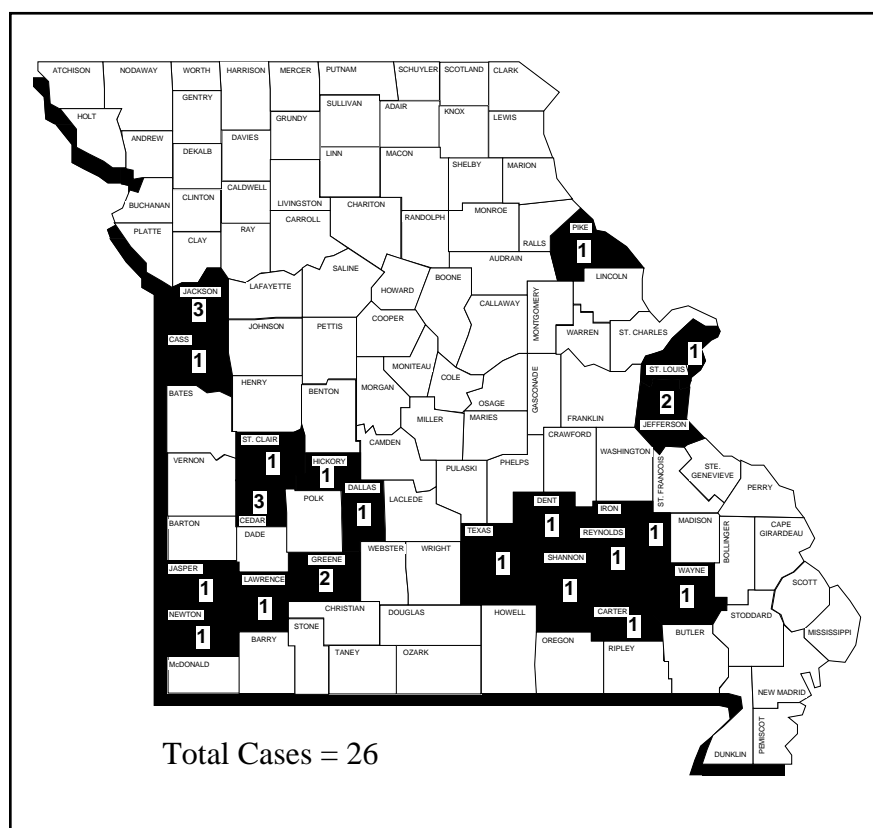 ATCHISON
NODAWAY
WORTH
HARRISON
MERCER
PUTNAM
SCHUYLER
SCOTLAND
CLARK
GENTRY
SULLIVAN
ADAIR
KNOX
HOLT
GRUNDY
LEWIS
ANDREW
DAVIES
DEKALB
LINN
MACON
SHELBY
MARION
CALDWELL
CLINTON
BUCHANAN
LIVINGSTON
CHARITON
MONROE
CARROLL
RANDOLPH
PLATTE
RAY
PIKE
1
CLAY
RALLS
AUDRAIN
SALINE
LINCOLN
BOONE
LAFAYETTE
HOWARD
JACKSON
3
CALLAWAY
MONTGOMERY
COOPER
JOHNSON
PETTIS
WARREN
ST. CHARLES
CASS
1
1
MONITEAU
ST. LOUIS
COLE
HENRY
MORGAN
BATES
BENTON
OSAGE
GASCONADE
2
MILLER
MARIES
FRANKLIN
JEFFERSON
CRAWFORD
ST. CLAIR
1
CAMDEN
WASHINGTON
VERNON
HICKORY
1
PHELPS
PULASKI
STE.
GENEVIEVE
ST. FRANCOIS
PERRY
DALLAS
1
3
POLK
LACLEDE
DENT
1
IRON
1
CEDAR
BARTON
MADISON
BOLLINGER
CAPE
GIRARDEAU
DADE
TEXAS
1
REYNOLDS
1
WEBSTER
WRIGHT
GREENE
2
SHANNON
1
JASPER
1
LAWRENCE
1
WAYNE
1
SCOTT
CHRISTIAN
DOUGLAS
HOWELL
CARTER
1
NEWTON
1
STODDARD
STONE
BUTLER
MISSISSIPPI
BARRY
OREGON
RIPLEY
TANEY
OZARK
McDONALD
NEW MADRID
PEMISCOT
DUNKLIN
Total Cases = 26